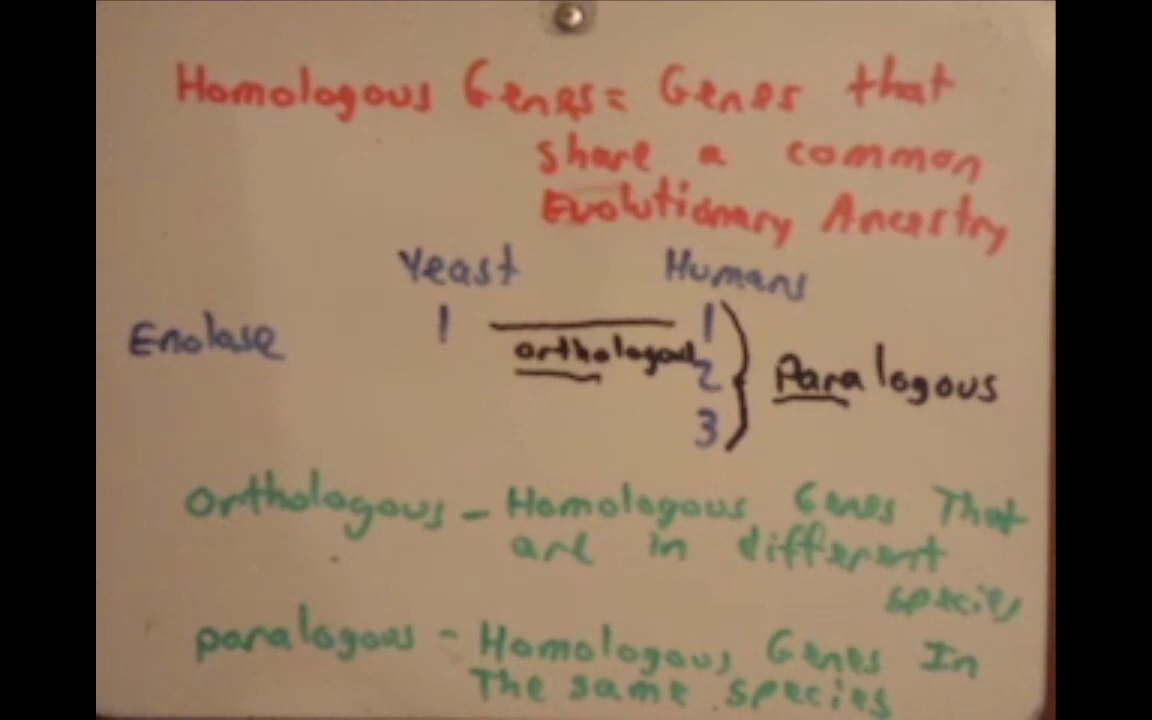 Homologous Genes = Genes that
share a common
Evolutionary Ancestry
Yeast Humans
Enolase 1 1
orthologous 2 Paralogous
3
orthologous - Homologous Genes That
are in different
species
paralogous - Homologous Genes In
The same species